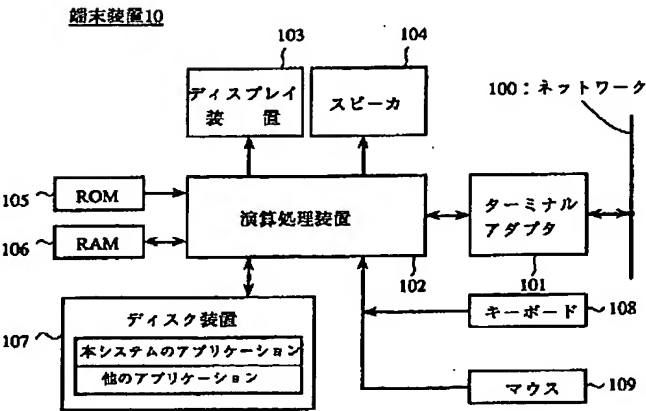 端末装置10
103
104
ディスプレイ
装 置
スピーカ
100：ネットワーク
105
ROM
演算処理装置
ターミナル
アダプタ
106
RAM
102
101
107
ディスク装置
本システムのアプリケーション
他のアプリケーション
キーボード
108
マウス
109